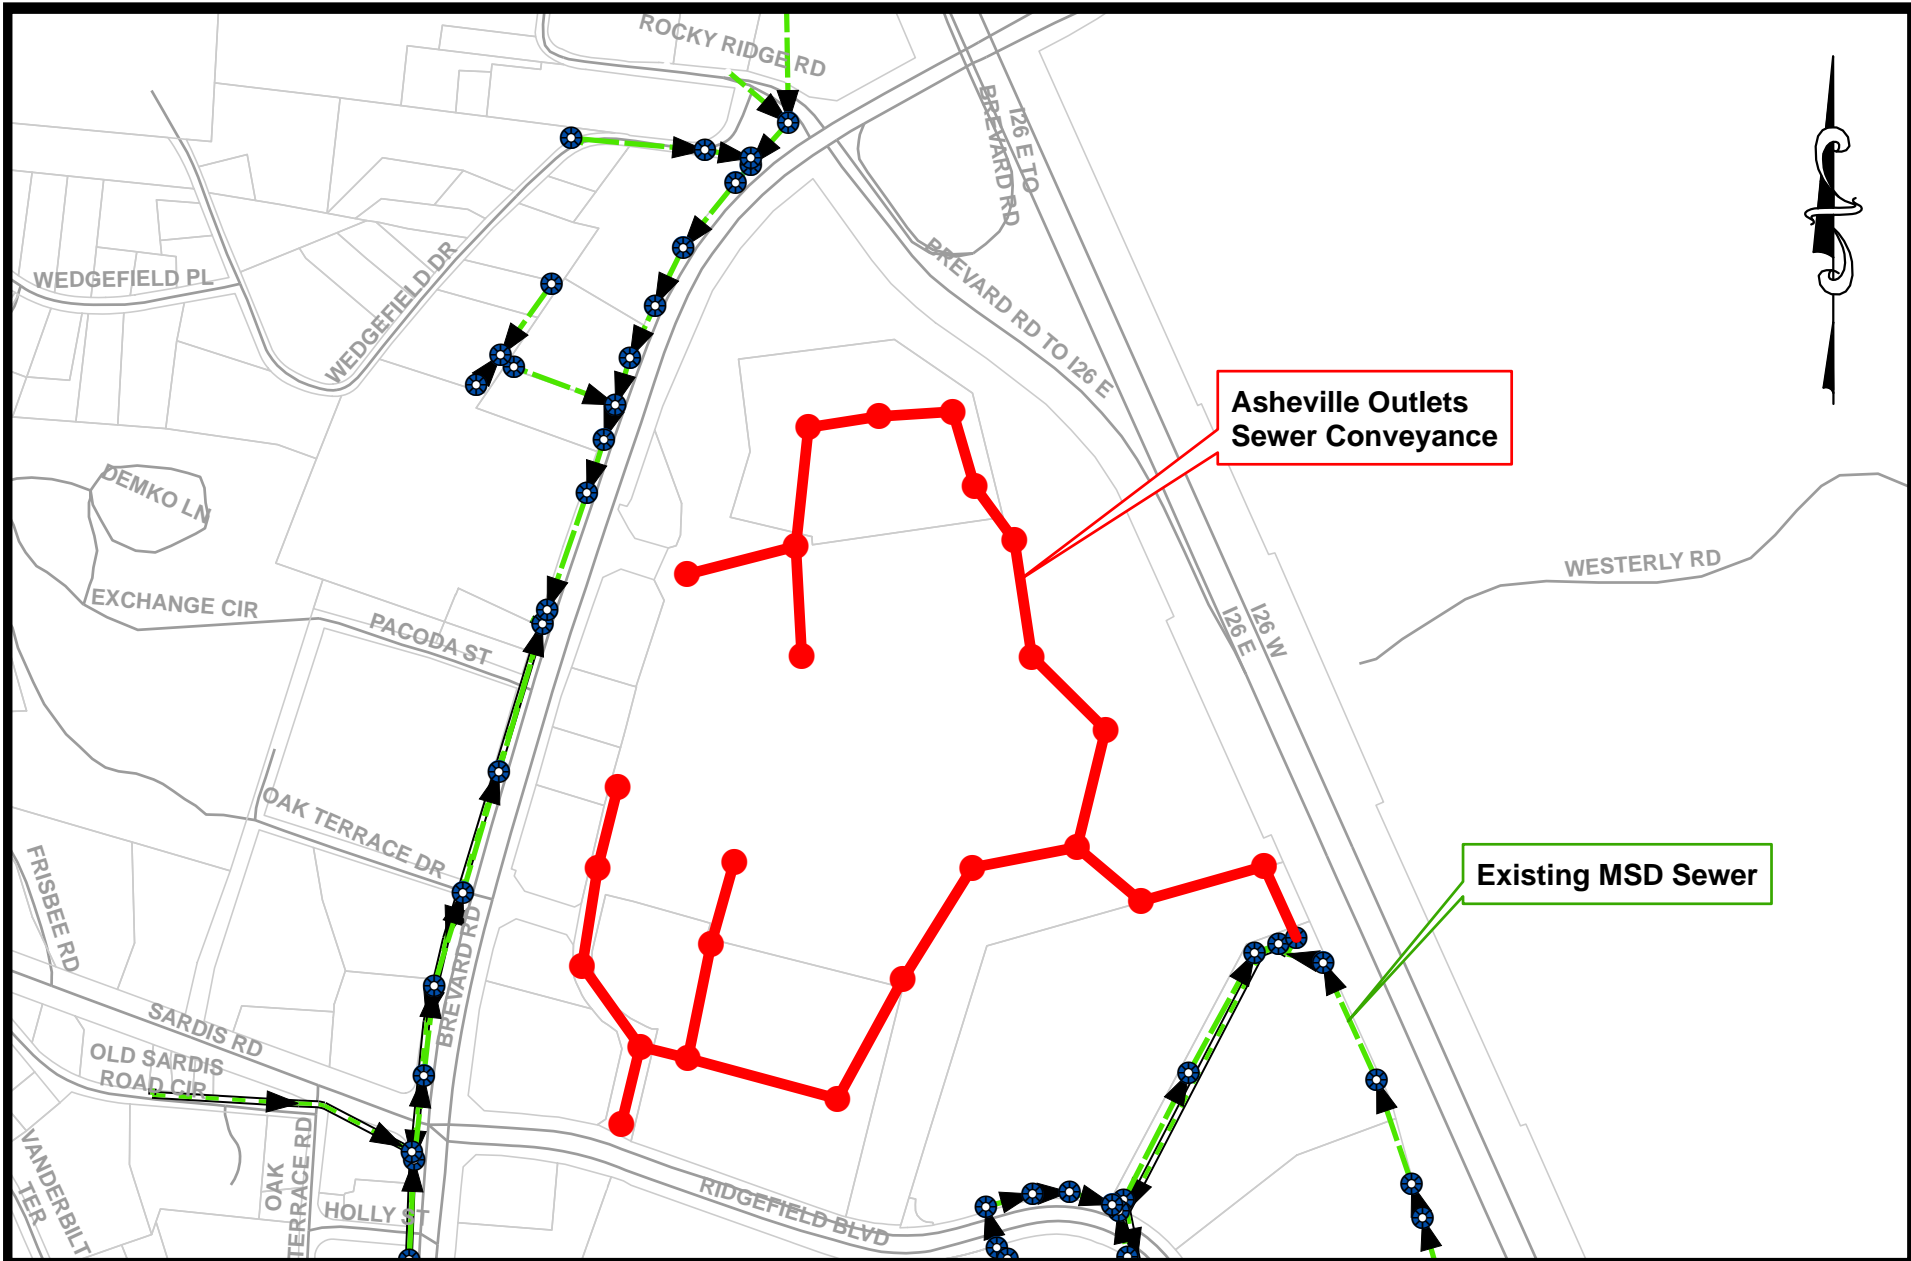 ROCKY RIDGE RD
I26 E TO
BREVARD RD
WEDGEFIELD PL
WEDGEFIELD DR
BREVARD RD TO I26 E
Asheville Outlets
Sewer Conveyance
DEMKO LN
WESTERLY RD
EXCHANGE CIR
PACODA ST
I26 E
I26 W
OAK TERRACE DR
FRISBEE RD
Existing MSD Sewer
BREVARD RD
SARDIS RD
OLD SARDIS
ROAD CIR
VANDERBILT
TER
OAK
TERRACE RD
HOLLY ST
RIDGEFIELD BLVD